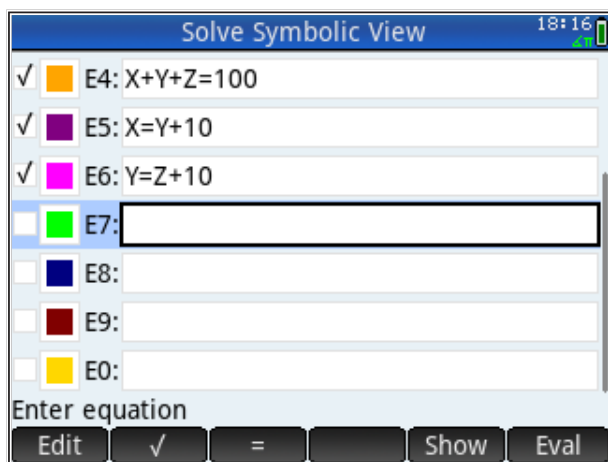 Solve Symbolic View 18:16
∡π
√ E4: X+Y+Z=100
√ E5: X=Y+10
√ E6: Y=Z+10
E7:
E8:
E9:
E0:
Enter equation
Edit √ = Show Eval